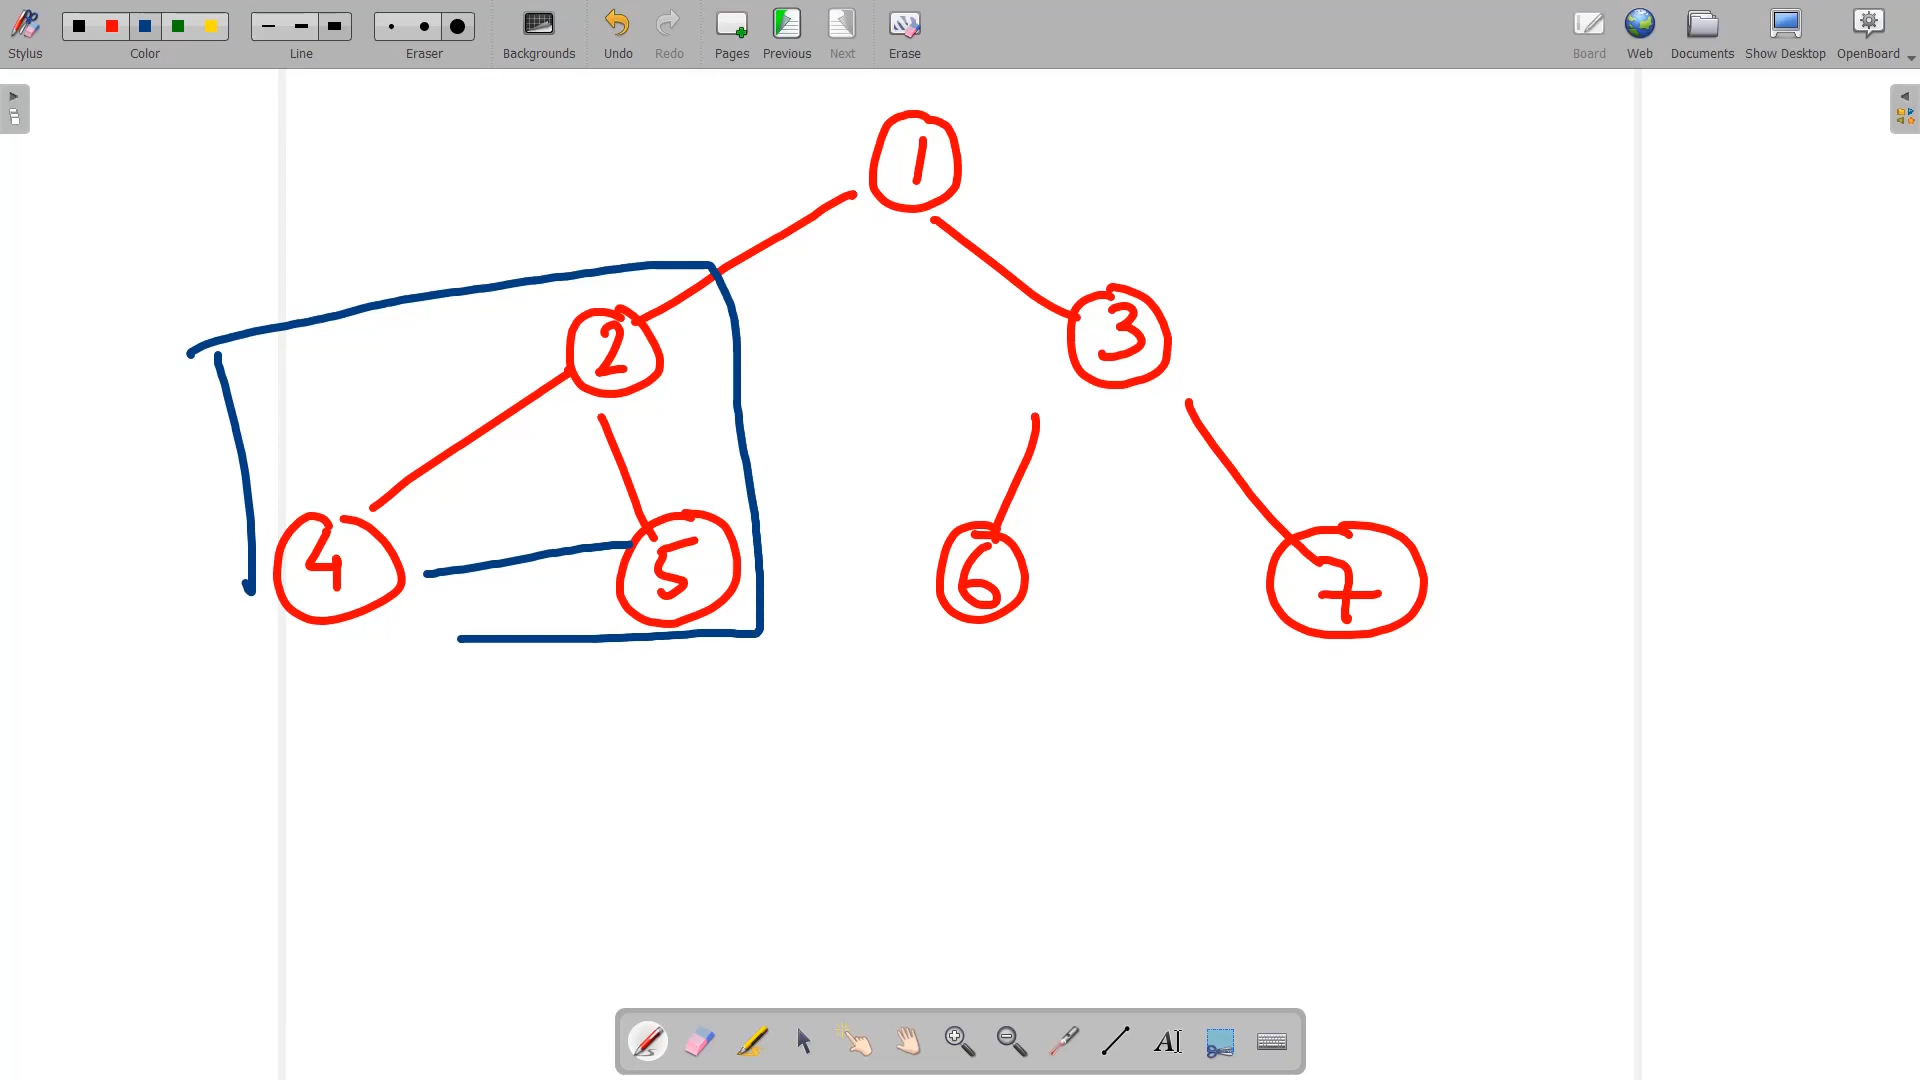 Stylus Color Line Eraser Backgrounds Undo Redo Pages Previous Next Erase Board Web Documents Show Desktop OpenBoard
1
2 3
4 5 6 7
A